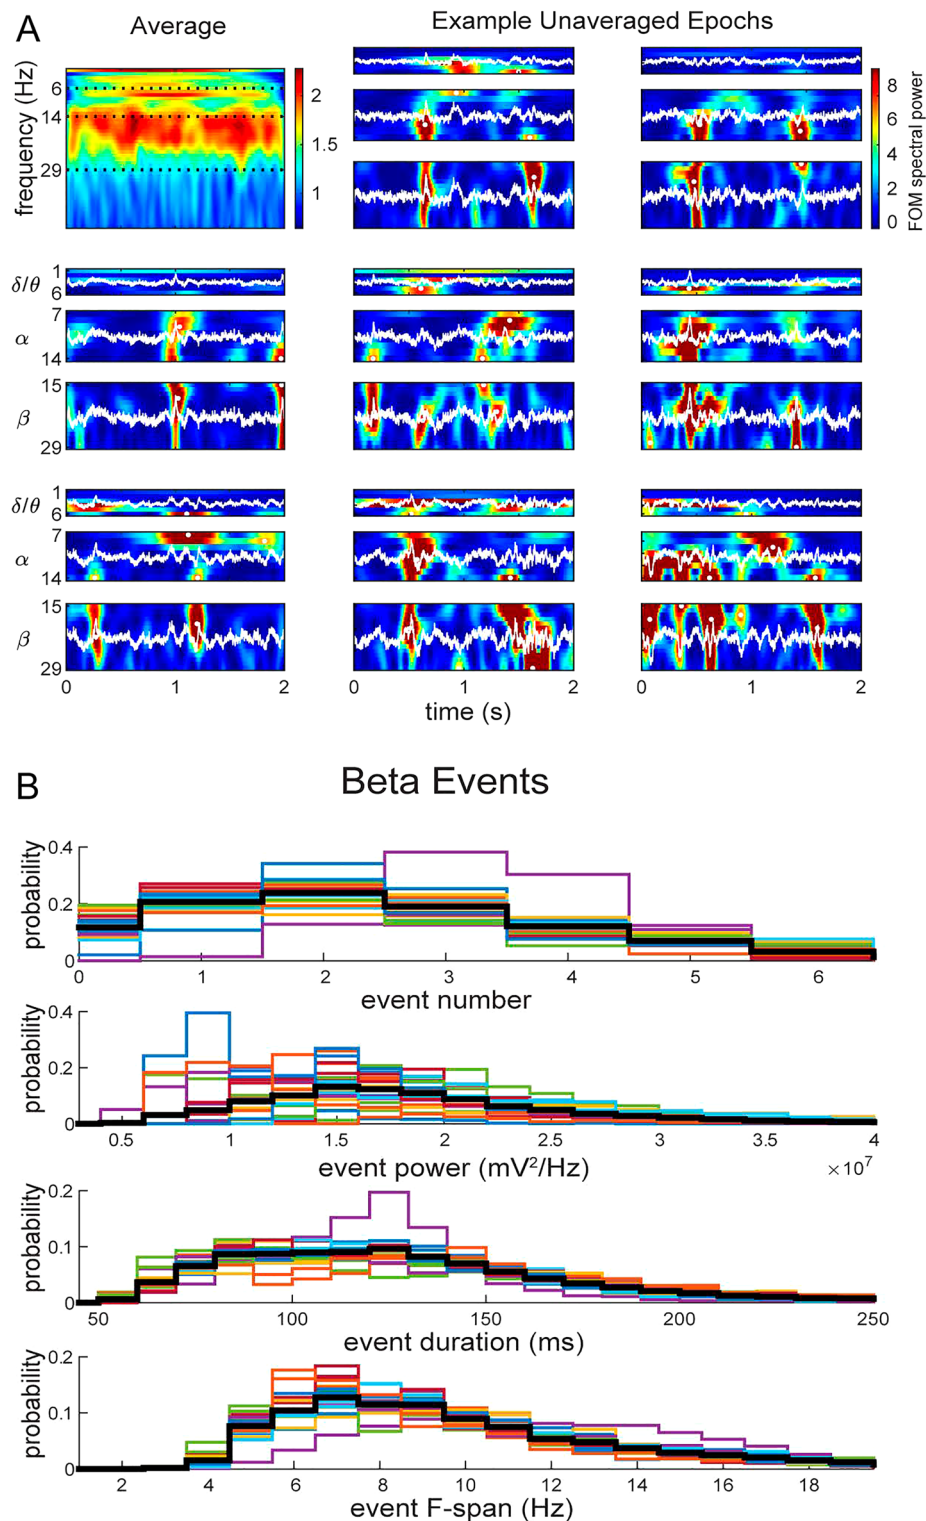 A
Average
Example Unaveraged Epochs
frequency (Hz)
6
14
29
2
1.5
1
8
6
4
2
0
FOM spectral power
δ/θ
1
6
α
7
14
β
15
29
δ/θ
1
6
α
7
14
β
15
29
0 1 2
0 1 2
0 1 2
time (s)
B
Beta Events
probability
0.4
0.2
0
0 1 2 3 4 5 6
event number
probability
0.4
0.2
0
0.5 1 1.5 2 2.5 3 3.5 4
event power (mV²/Hz)
×10⁷
probability
0.2
0.1
0
50 100 150 200 250
event duration (ms)
probability
0.2
0.1
0
2 4 6 8 10 12 14 16 18
event F-span (Hz)